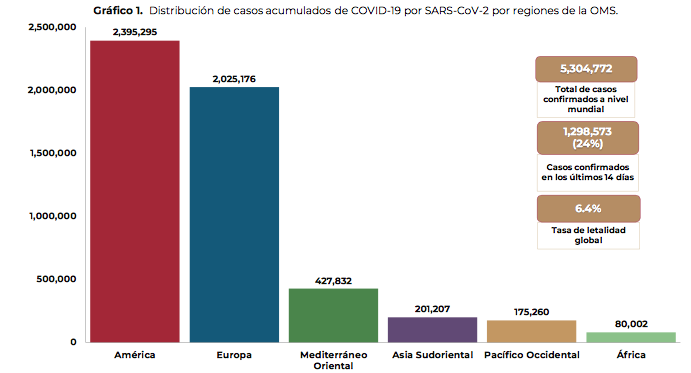 Gráfico 1. Distribución de casos acumulados de COVID-19 por SARS-CoV-2 por regiones de la OMS.
2,500,000
2,000,000
1,500,000
1,000,000
500,000
0
2,395,295
2,025,176
427,832
201,207
175,260
80,002
América
Europa
Mediterráneo
Oriental
Asia Sudoriental
Pacífico Occidental
África
5,304,772
Total de casos
confirmados a nivel
mundial
1,298,573
(24%)
Casos confirmados
en los últimos 14 días
6.4%
Tasa de letalidad
global